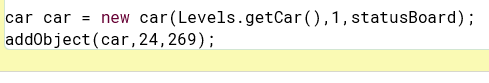 car car = new car(Levels.getCar(),1,statusBoard);
addObject(car,24,269);